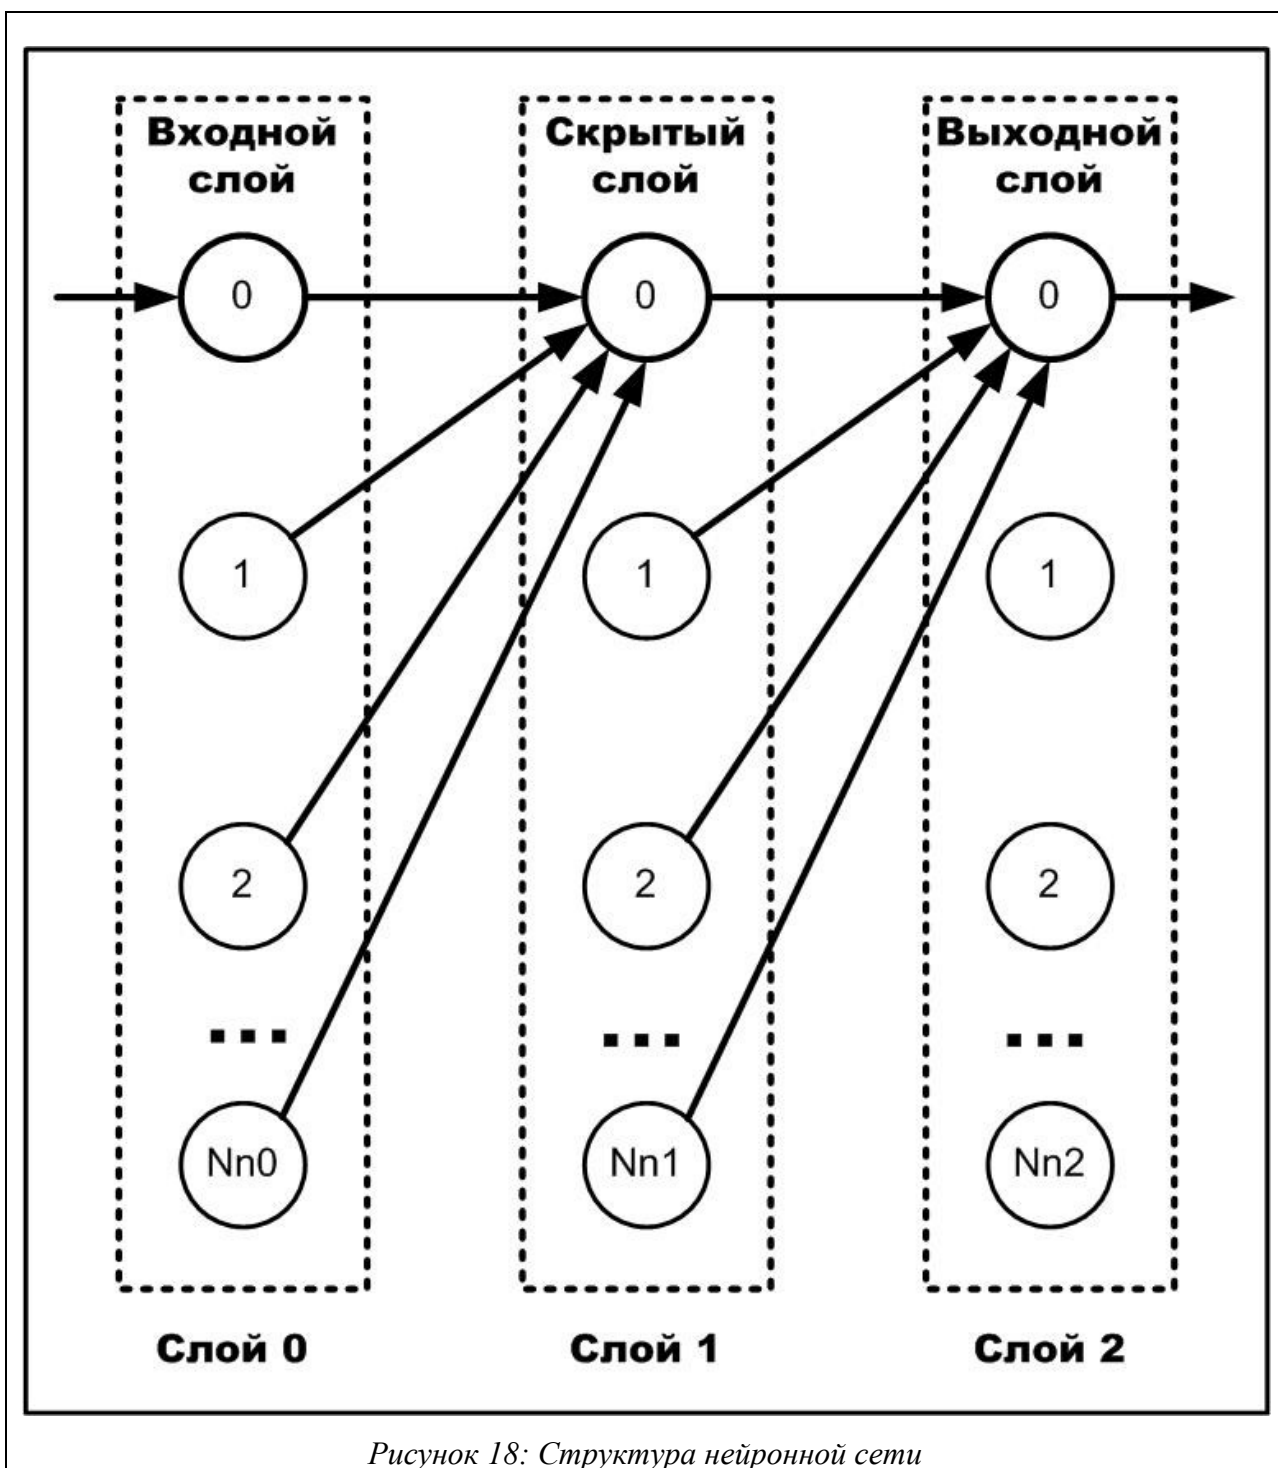 Входной
слой
Скрытый
слой
Выходной
слой
0
0
0
1
1
1
2
2
2
...
...
...
Nn0
Nn1
Nn2
Слой 0
Слой 1
Слой 2
Рисунок 18: Структура нейронной сети